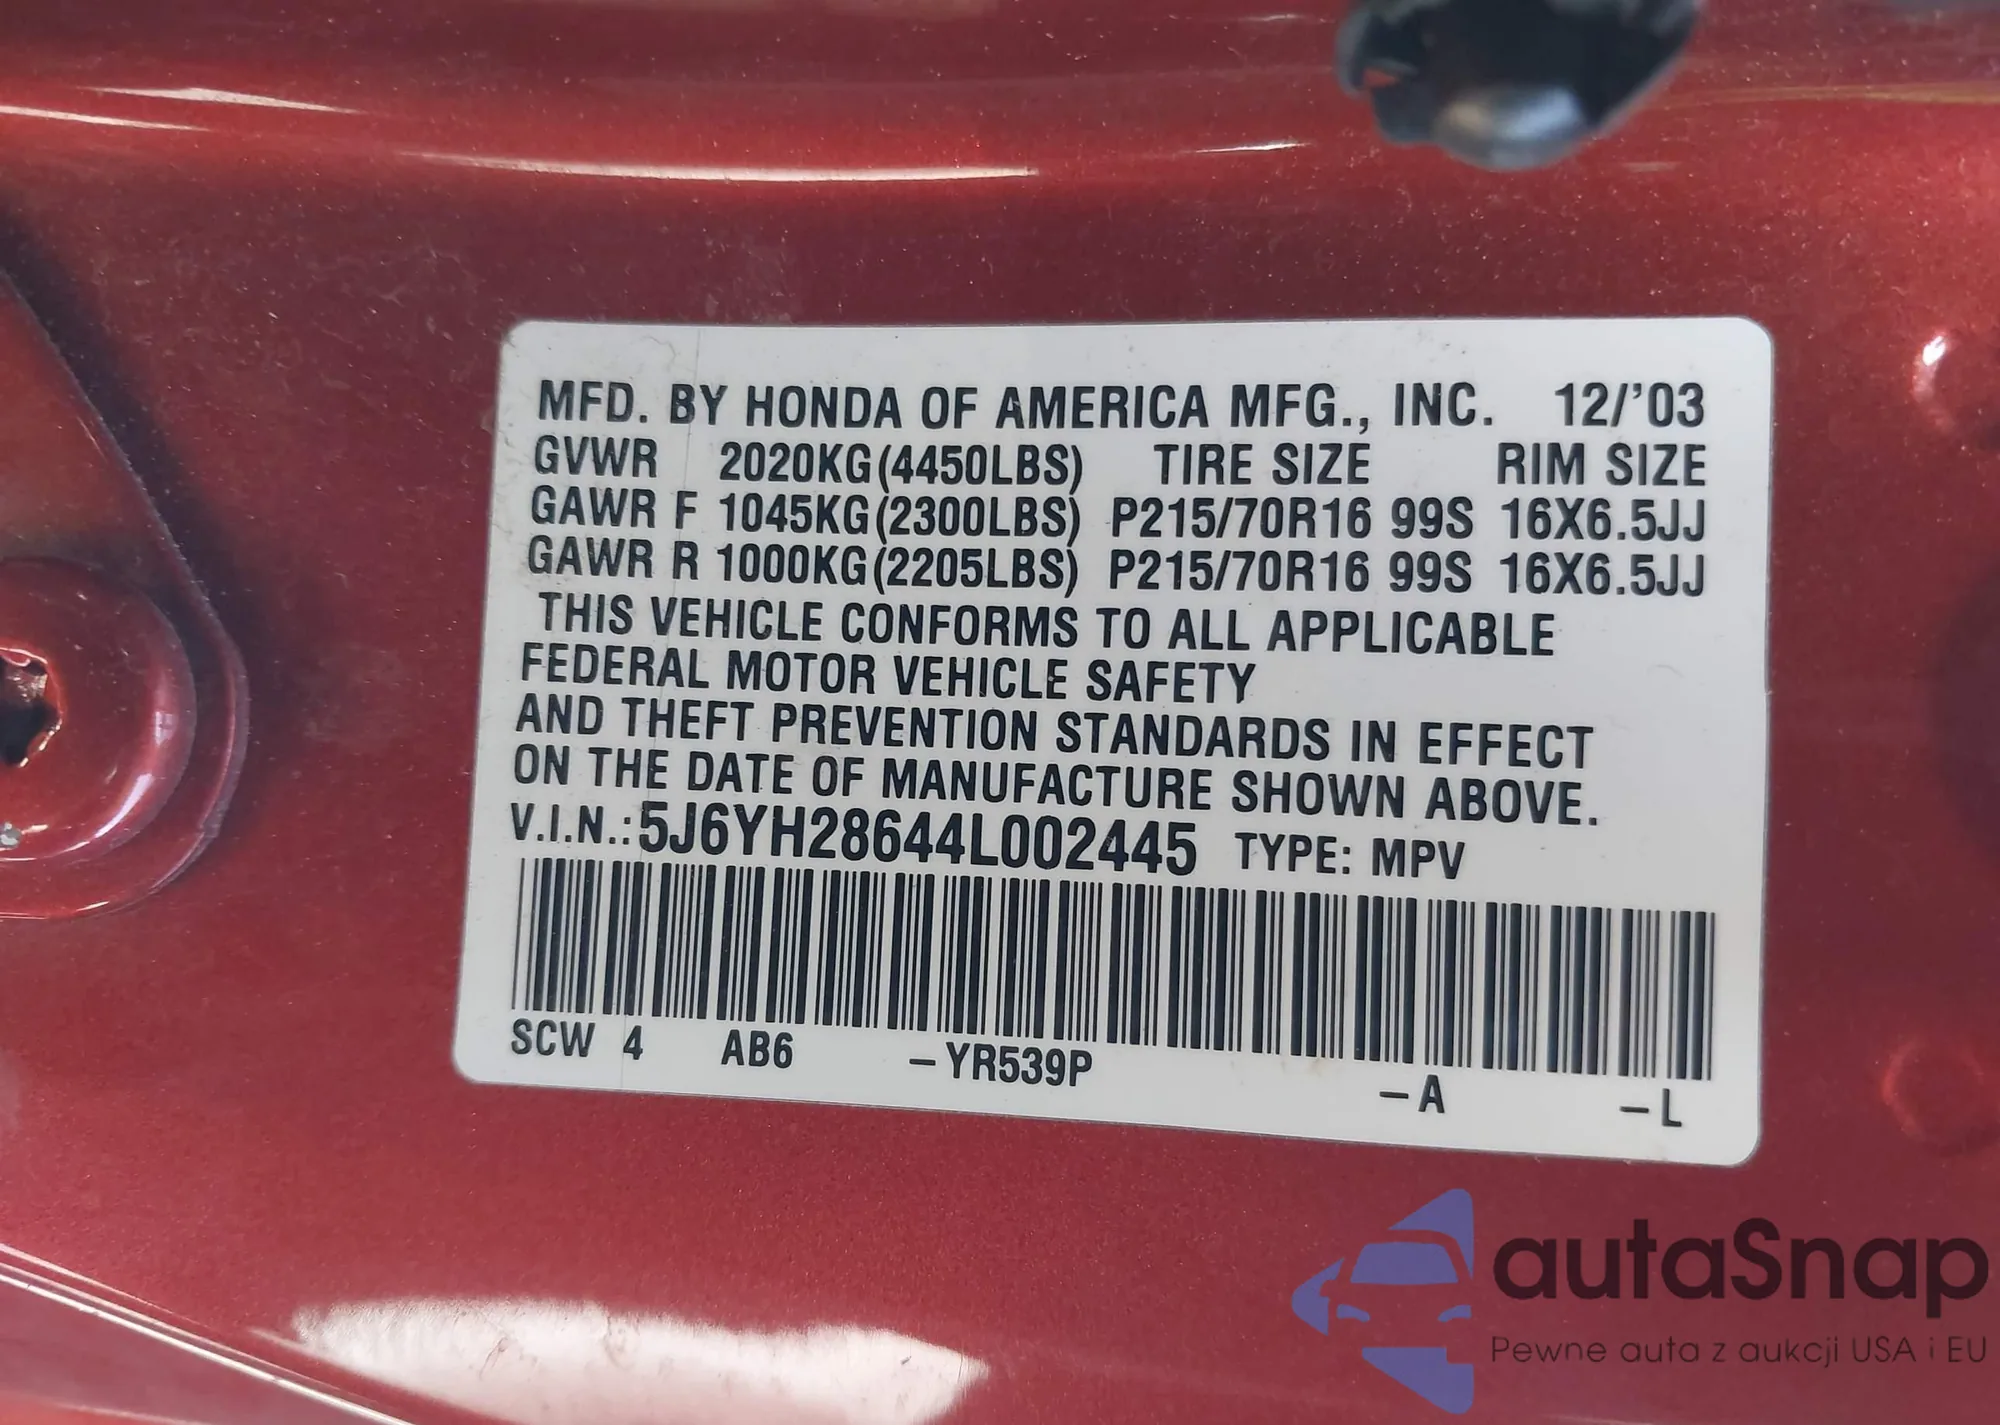 MFD. BY HONDA OF AMERICA MFG., INC. 12/'03
GVWR 2020KG(4450LBS) TIRE SIZE RIM SIZE
GAWR F 1045KG(2300LBS) P215/70R16 99S 16X6.5JJ
GAWR R 1000KG(2205LBS) P215/70R16 99S 16X6.5JJ
THIS VEHICLE CONFORMS TO ALL APPLICABLE
FEDERAL MOTOR VEHICLE SAFETY
AND THEFT PREVENTION STANDARDS IN EFFECT
ON THE DATE OF MANUFACTURE SHOWN ABOVE.
V.I.N.: 5J6YH28644L002445 TYPE: MPV
SCW 4 AB6 –YR539P –A –L
autaSnap
Pewne auta z aukcji USA i EU